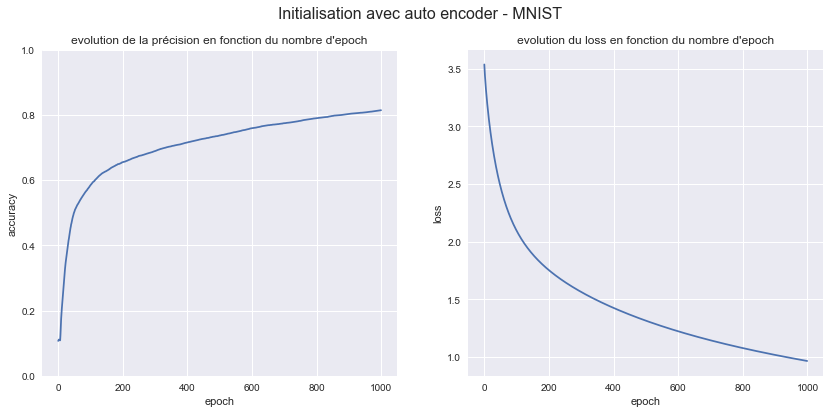 Initialisation avec auto encoder - MNIST
evolution de la précision en fonction du nombre d'epoch
1.0
0.8
0.6
0.4
0.2
0.0
accuracy
0 200 400 600 800 1000
epoch
evolution du loss en fonction du nombre d'epoch
3.5
3.0
2.5
2.0
1.5
1.0
loss
0 200 400 600 800 1000
epoch